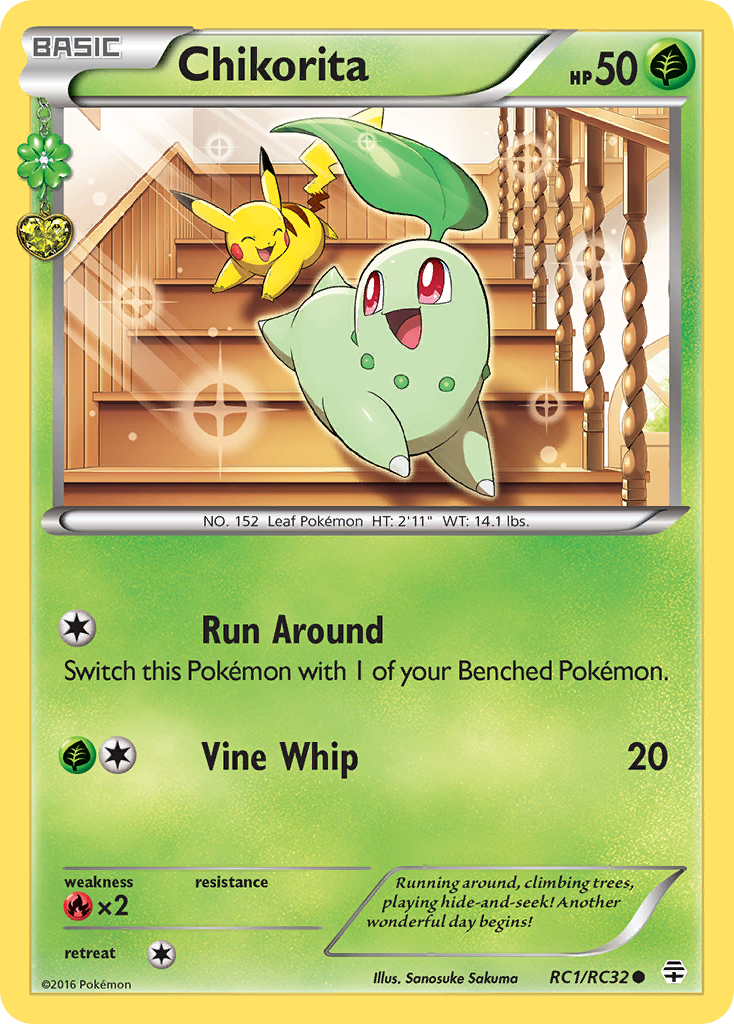 BASIC
Chikorita
HP 50
NO. 152 Leaf Pokémon HT: 2'11" WT: 14.1 lbs.
Run Around
Switch this Pokémon with 1 of your Benched Pokémon.
Vine Whip 20
weakness resistance
×2
retreat
Running around, climbing trees,
playing hide-and-seek! Another
wonderful day begins!
©2016 Pokémon
Illus. Sanosuke Sakuma
RC1/RC32